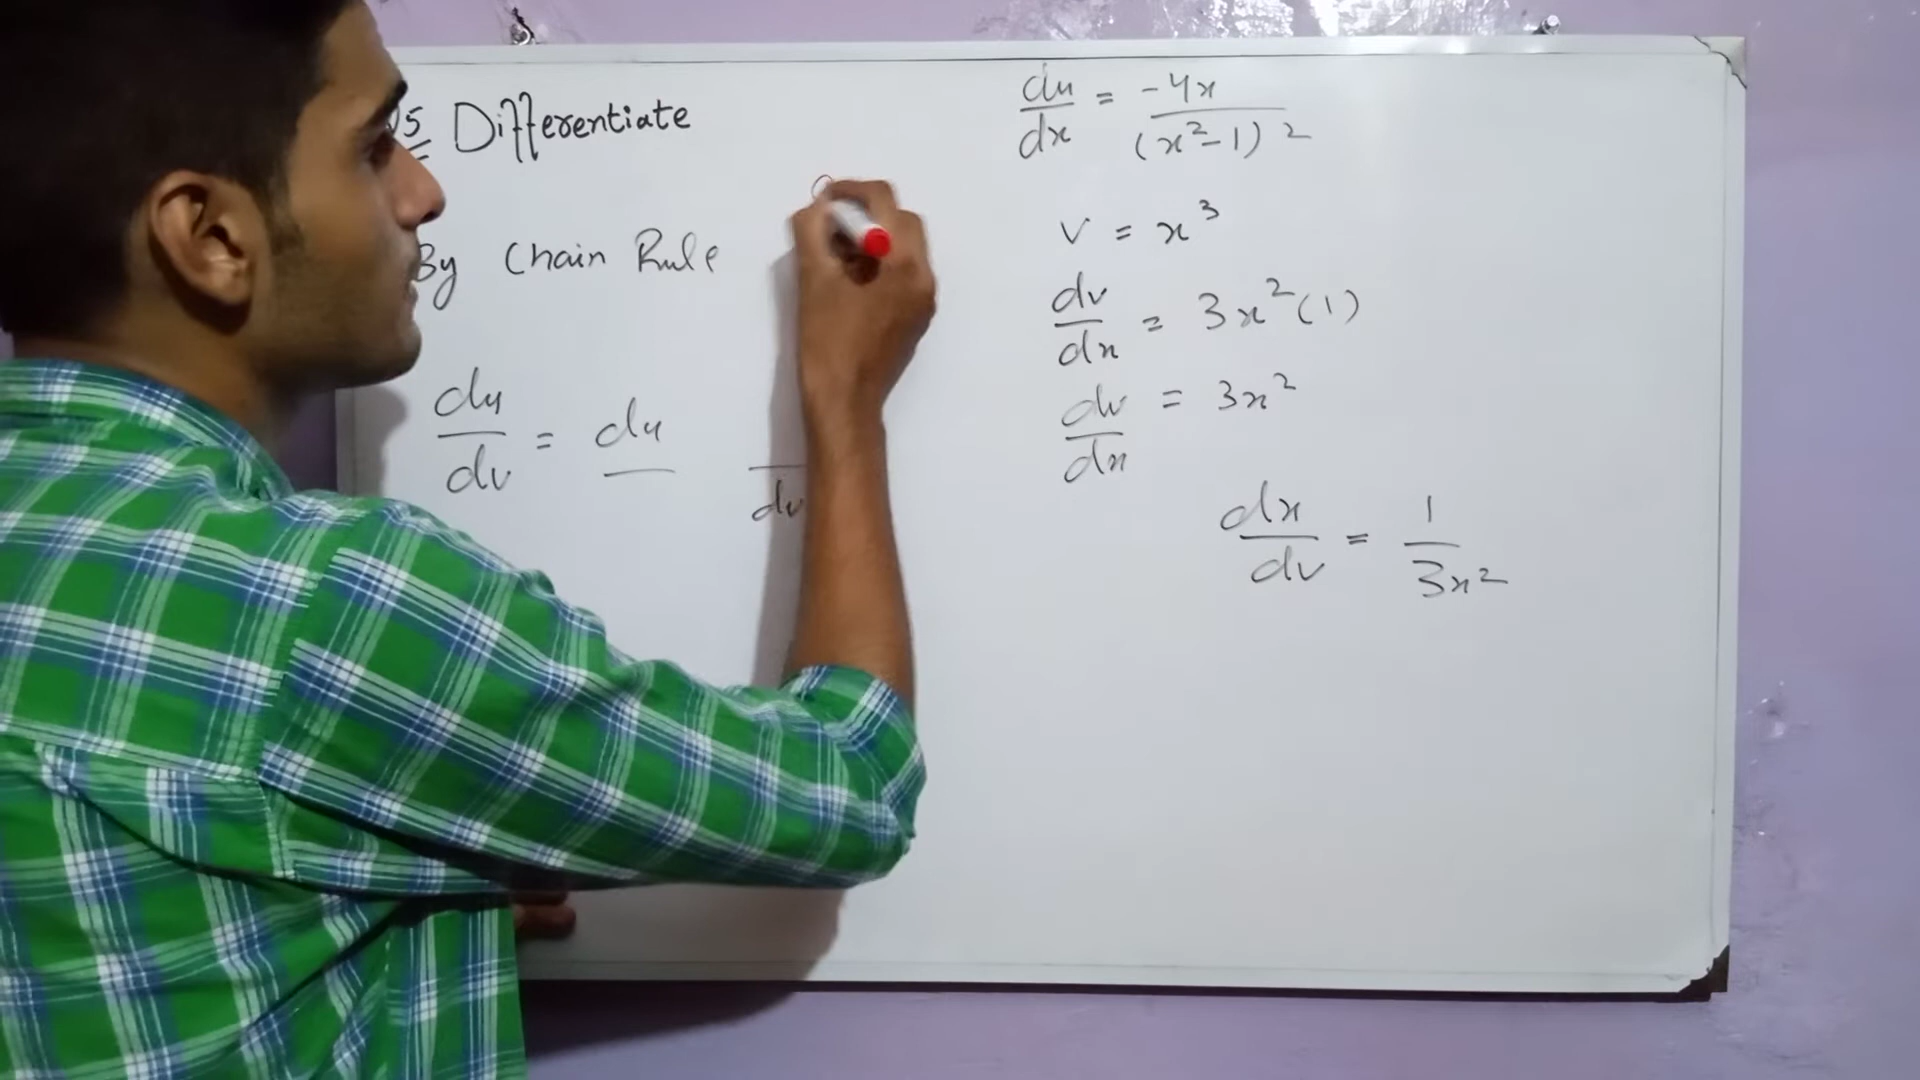 5 Differentiate
By Chain Rule
du/dv = du/ /dv
du/dx = -4x/(x²-1)²
v = x³
dv/dx = 3x²(1)
dv/dx = 3x²
dx/dv = 1/3x²